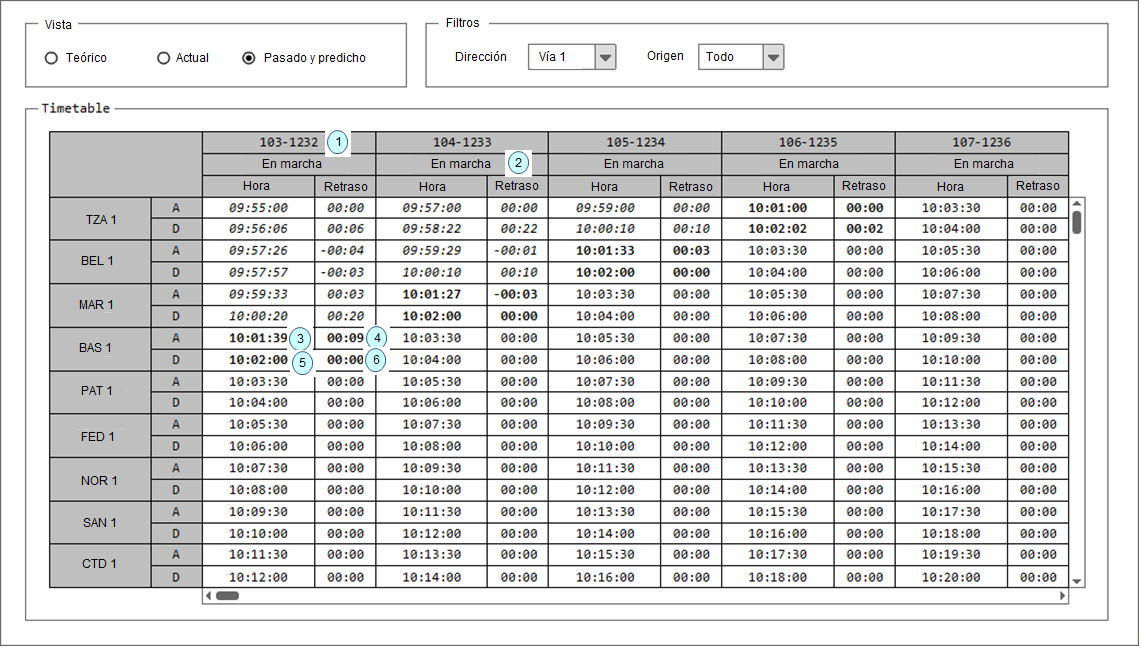 Vista
Filtros
Teórico Actual Pasado y predicho
Dirección Vía 1 Origen Todo
Timetable
103-1232 1 104-1233 105-1234 106-1235 107-1236
En marcha En marcha 2 En marcha En marcha En marcha
Hora Retraso Hora Retraso Hora Retraso Hora Retraso Hora Retraso
TZA 1 A 09:55:00 00:00 09:57:00 00:00 09:59:00 00:00 10:01:00 00:00 10:03:30 00:00
D 09:56:06 00:06 09:58:22 00:22 10:00:10 00:10 10:02:02 00:02 10:04:00 00:00
BEL 1 A 09:57:26 -00:04 09:59:29 -00:01 10:01:33 00:03 10:03:30 00:00 10:05:30 00:00
D 09:57:57 -00:03 10:00:10 00:10 10:02:00 00:00 10:04:00 00:00 10:06:00 00:00
MAR 1 A 09:59:33 00:03 10:01:27 -00:03 10:03:30 00:00 10:05:30 00:00 10:07:30 00:00
D 10:00:20 00:20 10:02:00 00:00 10:04:00 00:00 10:06:00 00:00 10:08:00 00:00
BAS 1 A 10:01:39 3 00:09 4 10:03:30 00:00 10:05:30 00:00 10:07:30 00:00 10:09:30 00:00
D 10:02:00 5 00:00 6 10:04:00 00:00 10:06:00 00:00 10:08:00 00:00 10:10:00 00:00
PAT 1 A 10:03:30 00:00 10:05:30 00:00 10:07:30 00:00 10:09:30 00:00 10:11:30 00:00
D 10:04:00 00:00 10:06:00 00:00 10:08:00 00:00 10:10:00 00:00 10:12:00 00:00
FED 1 A 10:05:30 00:00 10:07:30 00:00 10:09:30 00:00 10:11:30 00:00 10:13:30 00:00
D 10:06:00 00:00 10:08:00 00:00 10:10:00 00:00 10:12:00 00:00 10:14:00 00:00
NOR 1 A 10:07:30 00:00 10:09:30 00:00 10:11:30 00:00 10:13:30 00:00 10:15:30 00:00
D 10:08:00 00:00 10:10:00 00:00 10:12:00 00:00 10:14:00 00:00 10:16:00 00:00
SAN 1 A 10:09:30 00:00 10:11:30 00:00 10:13:30 00:00 10:15:30 00:00 10:17:30 00:00
D 10:10:00 00:00 10:12:00 00:00 10:14:00 00:00 10:16:00 00:00 10:18:00 00:00
CTD 1 A 10:11:30 00:00 10:13:30 00:00 10:15:30 00:00 10:17:30 00:00 10:19:30 00:00
D 10:12:00 00:00 10:14:00 00:00 10:16:00 00:00 10:18:00 00:00 10:20:00 00:00